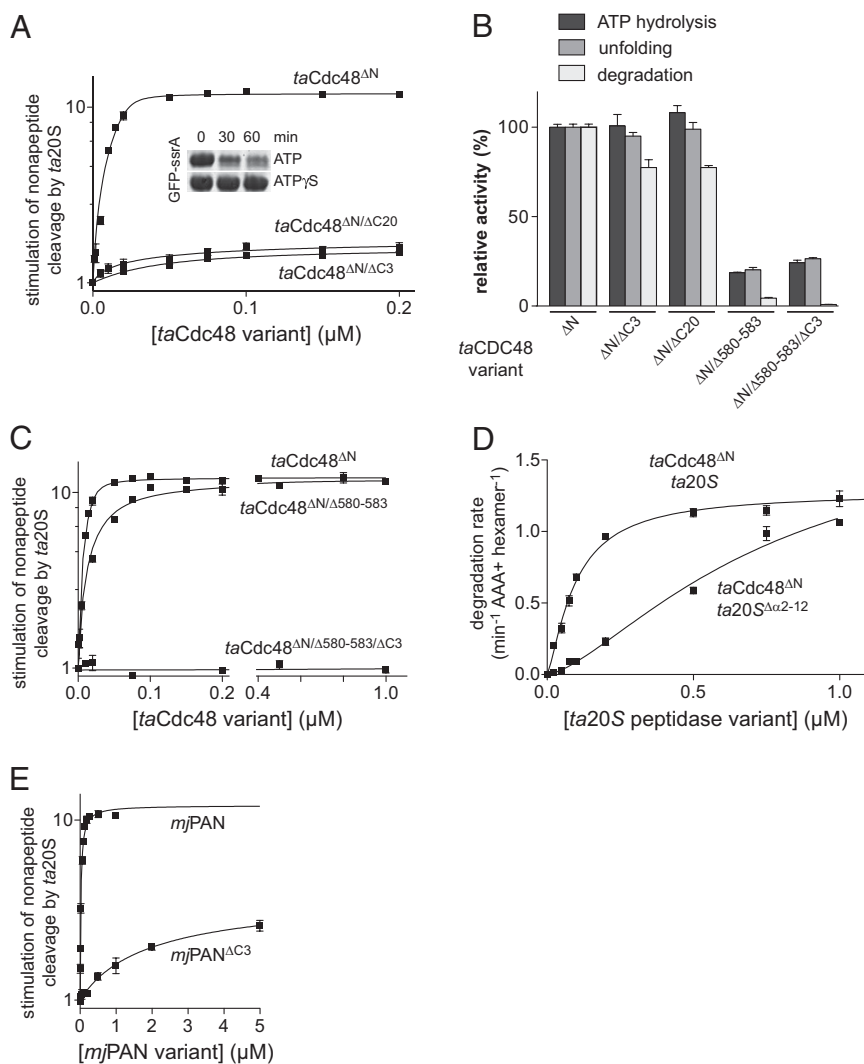 A
stimulation of nonapeptide
cleavage by ta20S
10
1
0.0
0.1
0.2
[taCdc48 variant] (µM)
taCdc48ΔN
GFP-ssrA
0 30 60 min
ATP
ATPγS
taCdc48ΔN/ΔC20
taCdc48ΔN/ΔC3
B
ATP hydrolysis
unfolding
degradation
relative activity (%)
100
50
0
taCDC48
variant
ΔN
ΔN/ΔC3
ΔN/ΔC20
ΔN/Δ580-583
ΔN/Δ580-583/ΔC3
C
stimulation of nonapeptide
cleavage by ta20S
10
1
taCdc48ΔN
taCdc48ΔN/Δ580-583
taCdc48ΔN/Δ580-583/ΔC3
0.0 0.1 0.2 0.4 1.0
[taCdc48 variant] (µM)
D
degradation rate
(min-1 AAA+ hexamer-1)
1.5
1.0
0.5
0.0
taCdc48ΔN
ta20S
taCdc48ΔN
ta20SΔα2-12
0.0 0.5 1.0
[ta20S peptidase variant] (µM)
E
stimulation of nonapeptide
cleavage by ta20S
10
1
mjPAN
mjPANΔC3
0 1 2 3 4 5
[mjPAN variant] (µM)